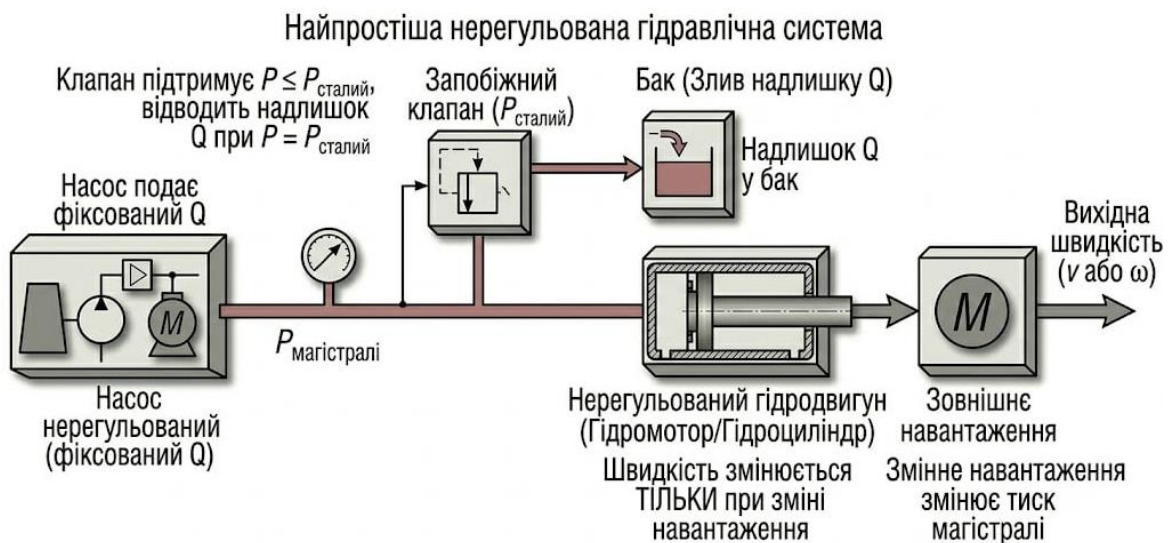 Найпростіша нерегульована гідравлічна система
Клапан підтримує P ≤ Pсталий,
відводить надлишок
Q при P = Pсталий
Запобіжний
клапан (Pсталий)
Бак (Злив надлишку Q)
Надлишок Q
у бак
Насос подає
фіксований Q
M
Pмагістралі
Насос
нерегульований
(фіксований Q)
Нерегульований гідродвигун
(Гідромотор/Гідроциліндр)
Швидкість змінюється
ТІЛЬКИ при зміні
навантаження
M
Зовнішнє
навантаження
Змінне навантаження
змінює тиск
магістралі
Вихідна
швидкість
(v або ω)